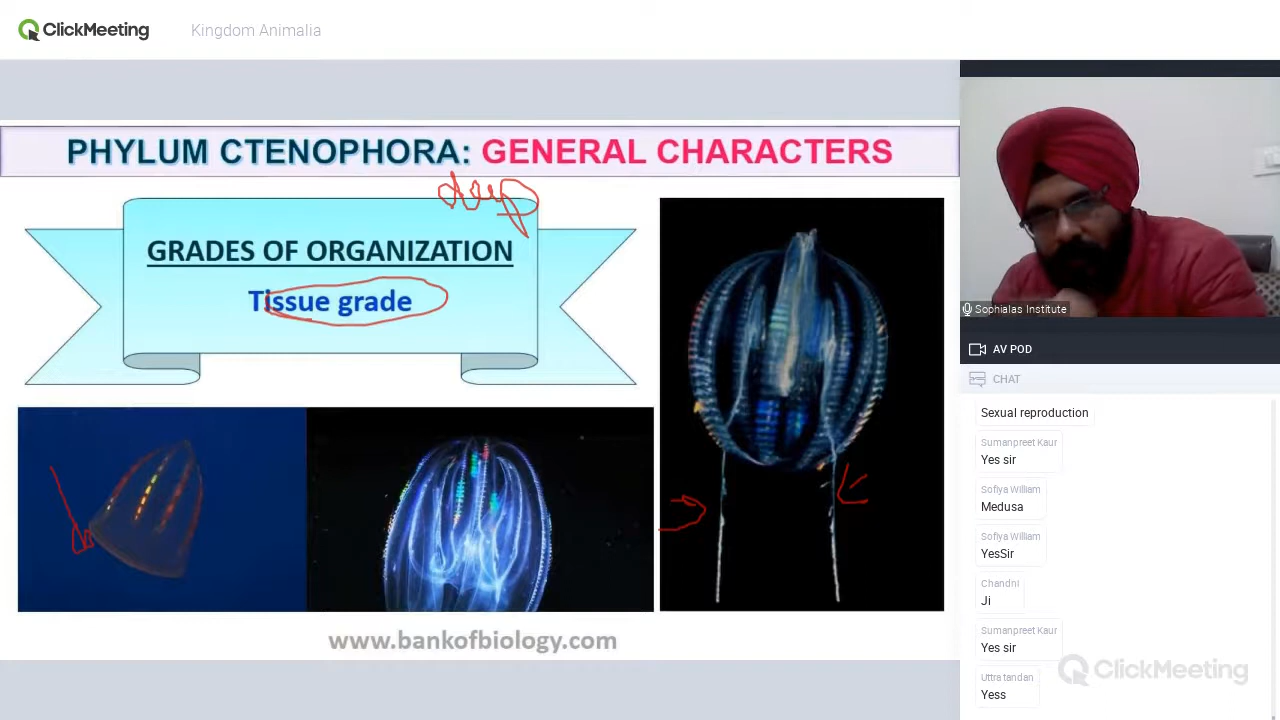 ClickMeeting
Kingdom Animalia
PHYLUM CTENOPHORA: GENERAL CHARACTERS
GRADES OF ORGANIZATION
Tissue grade
www.bankofbiology.com
Sophialas Institute
AV POD
CHAT
Sexual reproduction
Sumanpreet Kaur
Yes sir
Sofiya William
Medusa
Sofiya William
YesSir
Chandni
Ji
Sumanpreet Kaur
Yes sir
Uttra tandan
Yess
ClickMeeting